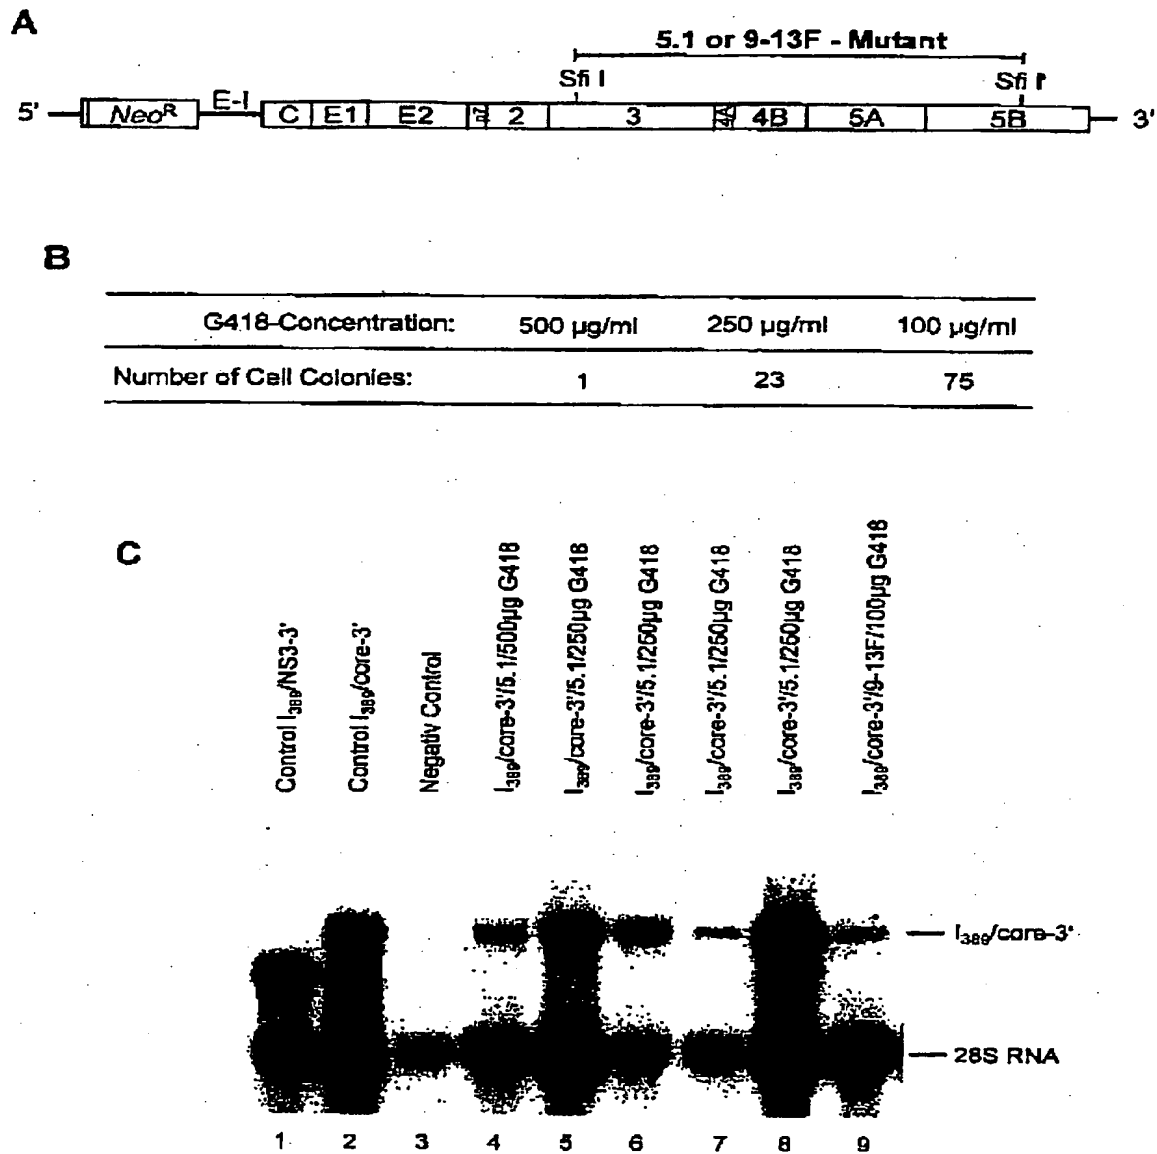 A
5.1 or 9-13F - Mutant
Sfi I
Sfi I
5'
NeoR
E-I
C
E1
E2
2
3
4B
5A
5B
3'
B
G418-Concentration: 500 µg/ml 250 µg/ml 100 µg/ml
Number of Cell Colonies: 1 23 75
C
Control I389/NS3-3'
Control I389/core-3'
Negativ Control
I389/core-3'/5.1/500µg G418
I389/core-3'/5.1/250µg G418
I389/core-3'/5.1/250µg G418
I389/core-3'/5.1/250µg G418
I389/core-3'/5.1/250µg G418
I389/core-3'/9-13F/100µg G418
I389/core-3'
28S RNA
1 2 3 4 5 6 7 8 9